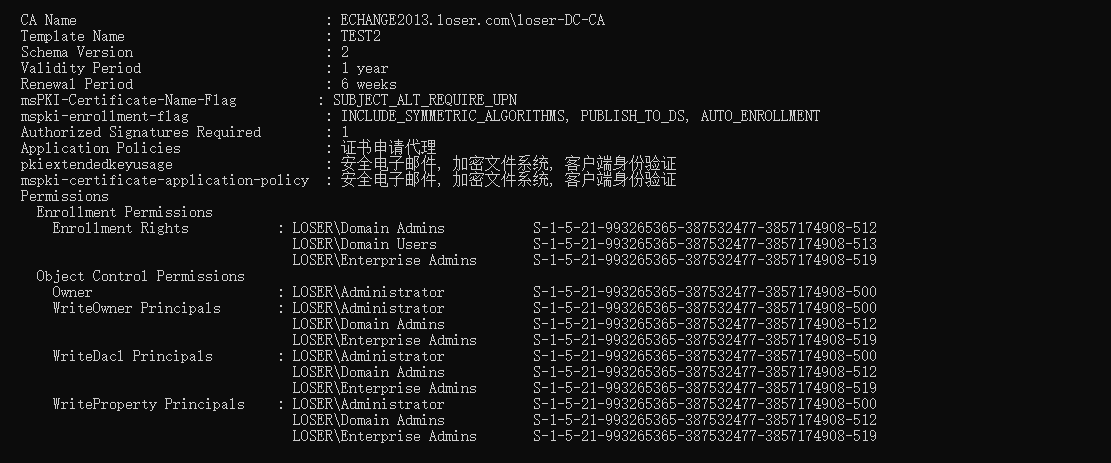 CA Name : ECHANGE2013.loser.com\loser-DC-CA
Template Name : TEST2
Schema Version : 2
Validity Period : 1 year
Renewal Period : 6 weeks
msPKI-Certificate-Name-Flag : SUBJECT_ALT_REQUIRE_UPN
mspki-enrollment-flag : INCLUDE_SYMMETRIC_ALGORITHMS, PUBLISH_TO_DS, AUTO_ENROLLMENT
Authorized Signatures Required : 1
Application Policies : 证书申请代理
pkiextendedkeyusage : 安全电子邮件, 加密文件系统, 客户端身份验证
mspki-certificate-application-policy : 安全电子邮件, 加密文件系统, 客户端身份验证
Permissions
Enrollment Permissions
Enrollment Rights : LOSER\Domain Admins S-1-5-21-993265365-387532477-3857174908-512
LOSER\Domain Users S-1-5-21-993265365-387532477-3857174908-513
LOSER\Enterprise Admins S-1-5-21-993265365-387532477-3857174908-519
Object Control Permissions
Owner : LOSER\Administrator S-1-5-21-993265365-387532477-3857174908-500
WriteOwner Principals : LOSER\Administrator S-1-5-21-993265365-387532477-3857174908-500
LOSER\Domain Admins S-1-5-21-993265365-387532477-3857174908-512
LOSER\Enterprise Admins S-1-5-21-993265365-387532477-3857174908-519
WriteDacl Principals : LOSER\Administrator S-1-5-21-993265365-387532477-3857174908-500
LOSER\Domain Admins S-1-5-21-993265365-387532477-3857174908-512
LOSER\Enterprise Admins S-1-5-21-993265365-387532477-3857174908-519
WriteProperty Principals : LOSER\Administrator S-1-5-21-993265365-387532477-3857174908-500
LOSER\Domain Admins S-1-5-21-993265365-387532477-3857174908-512
LOSER\Enterprise Admins S-1-5-21-993265365-387532477-3857174908-519